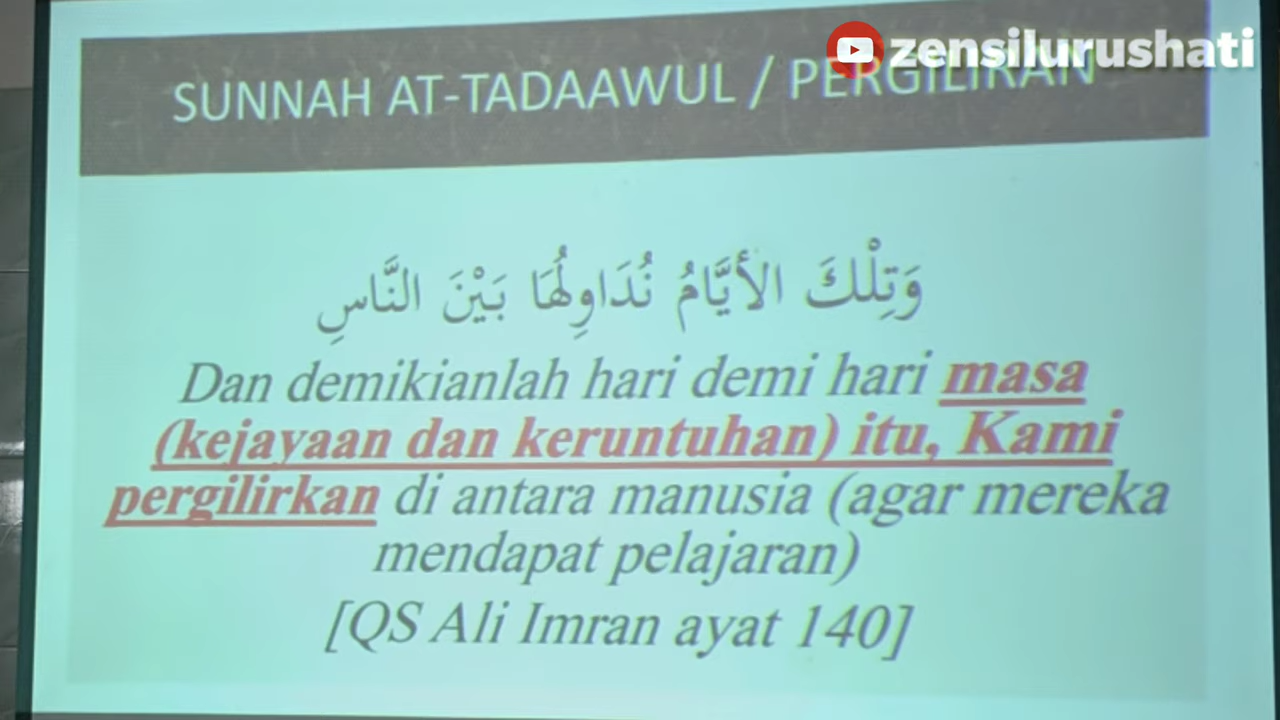 zensilurushati
SUNNAH AT-TADAAWUL / PERGILIRAN
وَتِلْكَ الأَيَّامُ نُدَاوِلُهَا بَيْنَ النَّاسِ
Dan demikianlah hari demi hari masa
(kejayaan dan keruntuhan) itu, Kami
pergilirkan di antara manusia (agar mereka
mendapat pelajaran)
[QS Ali Imran ayat 140]